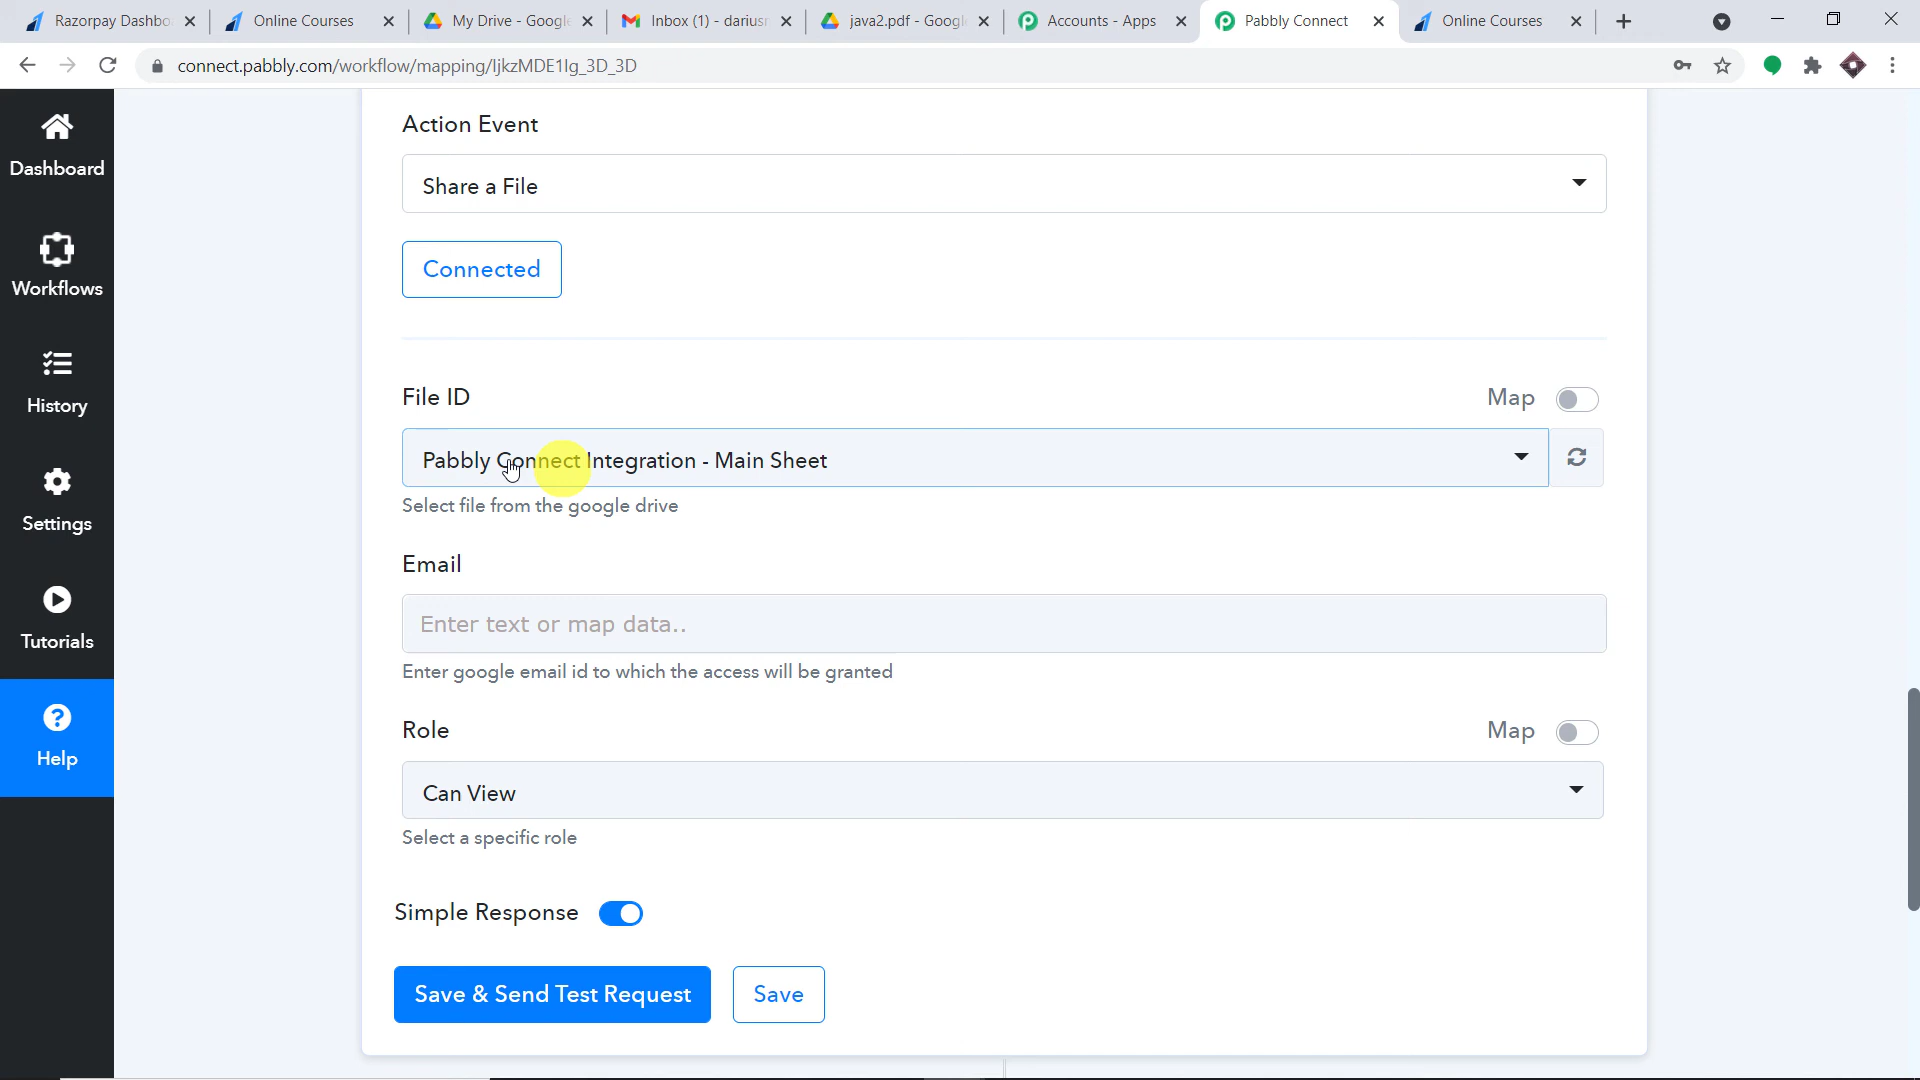 Razorpay Dashbo
Online Courses
My Drive - Google
Inbox (1) - darius
java2.pdf - Googl
Accounts - Apps
Pabbly Connect
Online Courses
connect.pabbly.com/workflow/mapping/IjkzMDE1Ig_3D_3D
Dashboard
Workflows
History
Settings
Tutorials
Help
Action Event
Share a File
Connected
File ID
Map
Pabbly Connect Integration - Main Sheet
Select file from the google drive
Email
Enter text or map data..
Enter google email id to which the access will be granted
Role
Map
Can View
Select a specific role
Simple Response
Save & Send Test Request
Save